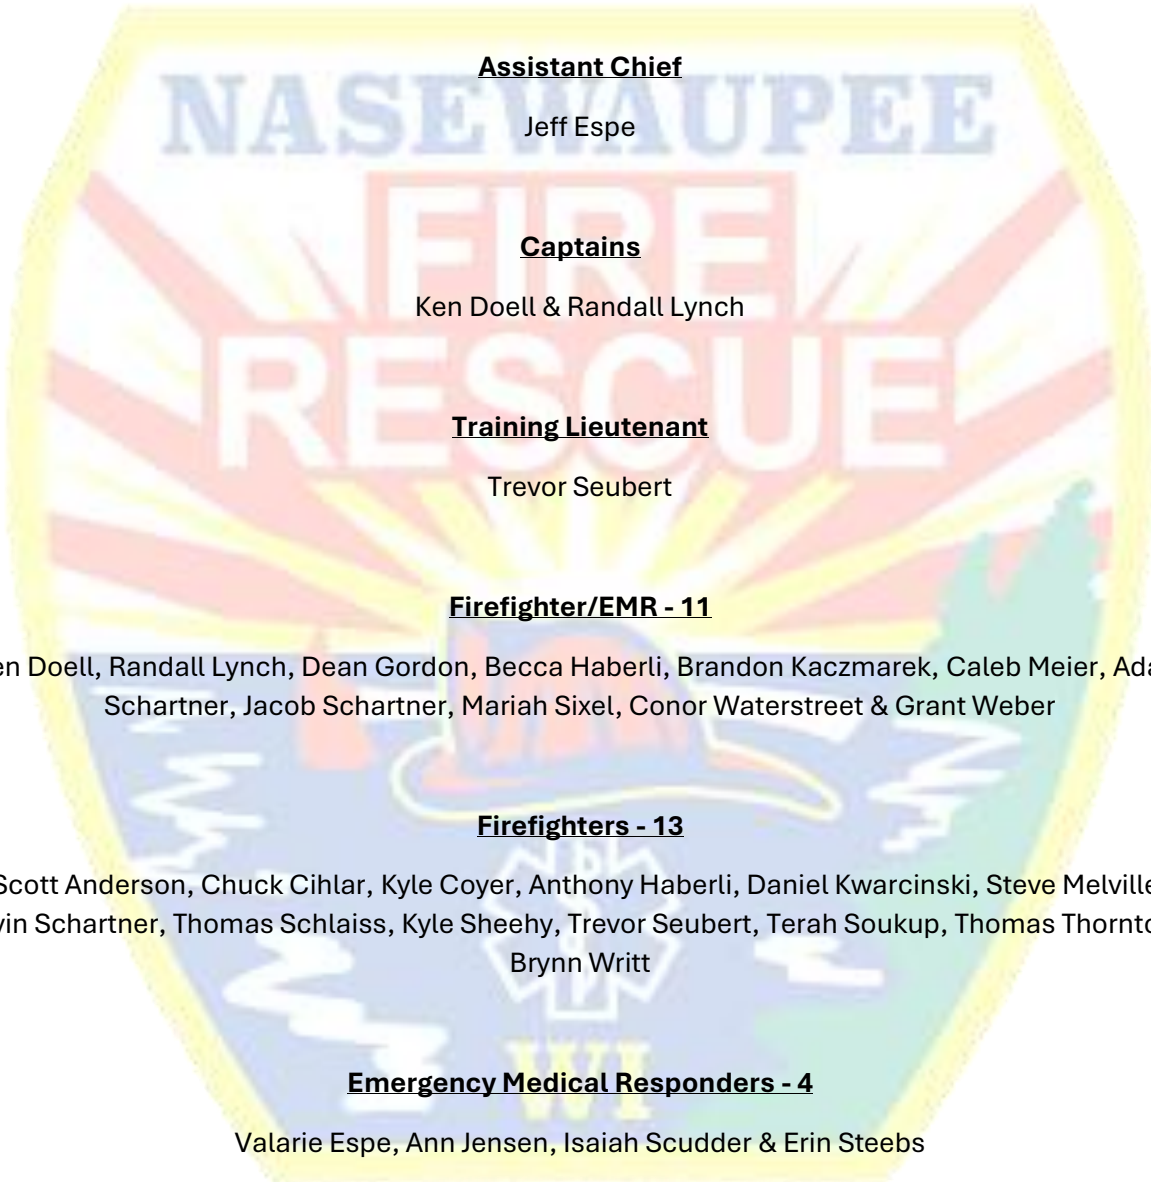 Assistant Chief
NASEWAUPEE
Jeff Espe
FIRE
Captains
Ken Doell & Randall Lynch
RESCUE
Training Lieutenant
Trevor Seubert
Firefighter/EMR - 11
en Doell, Randall Lynch, Dean Gordon, Becca Haberli, Brandon Kaczmarek, Caleb Meier, Ada
Schartner, Jacob Schartner, Mariah Sixel, Conor Waterstreet & Grant Weber
Firefighters - 13
Scott Anderson, Chuck Cihlar, Kyle Coyer, Anthony Haberli, Daniel Kwarcinski, Steve Melville
vin Schartner, Thomas Schlaiss, Kyle Sheehy, Trevor Seubert, Terah Soukup, Thomas Thornto
Brynn Writt
WI
Emergency Medical Responders - 4
Valarie Espe, Ann Jensen, Isaiah Scudder & Erin Steebs